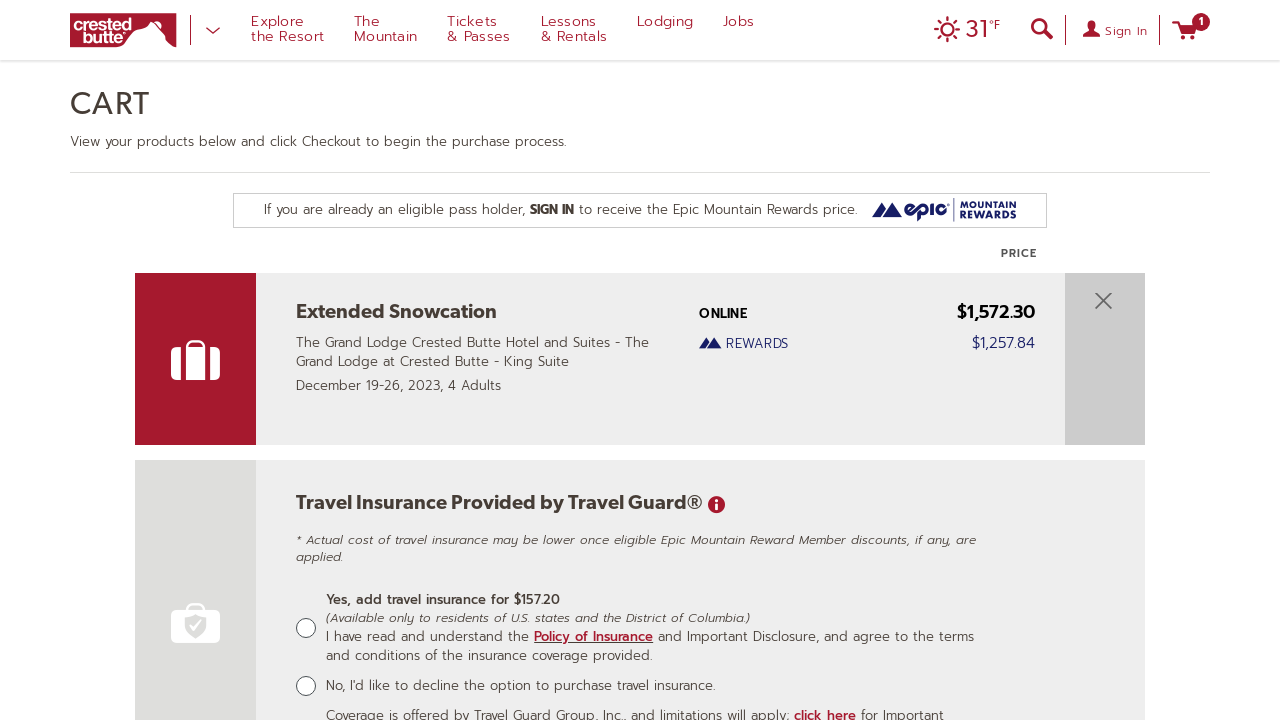 crested
butte
Explore
the Resort
The
Mountain
Tickets
& Passes
Lessons
& Rentals
Lodging
Jobs
31°F
Sign In
1
CART
View your products below and click Checkout to begin the purchase process.
If you are already an eligible pass holder, SIGN IN to receive the Epic Mountain Rewards price.
epic MOUNTAIN
REWARDS
PRICE
Extended Snowcation
ONLINE $1,572.30
The Grand Lodge Crested Butte Hotel and Suites - The
Grand Lodge at Crested Butte - King Suite
REWARDS $1,257.84
December 19-26, 2023, 4 Adults
Travel Insurance Provided by Travel Guard®
* Actual cost of travel insurance may be lower once eligible Epic Mountain Reward Member discounts, if any, are
applied.
Yes, add travel insurance for $157.20
(Available only to residents of U.S. states and the District of Columbia.)
I have read and understand the Policy of Insurance and Important Disclosure, and agree to the terms
and conditions of the insurance coverage provided.
No, I'd like to decline the option to purchase travel insurance.
Coverage is offered by Travel Guard Group, Inc., and limitations will apply; click here for Important